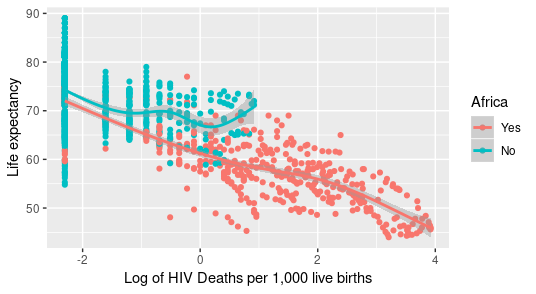 90
80
70
60
50
Life expectancy
-2
0
2
4
Log of HIV Deaths per 1,000 live births
Africa
Yes
No